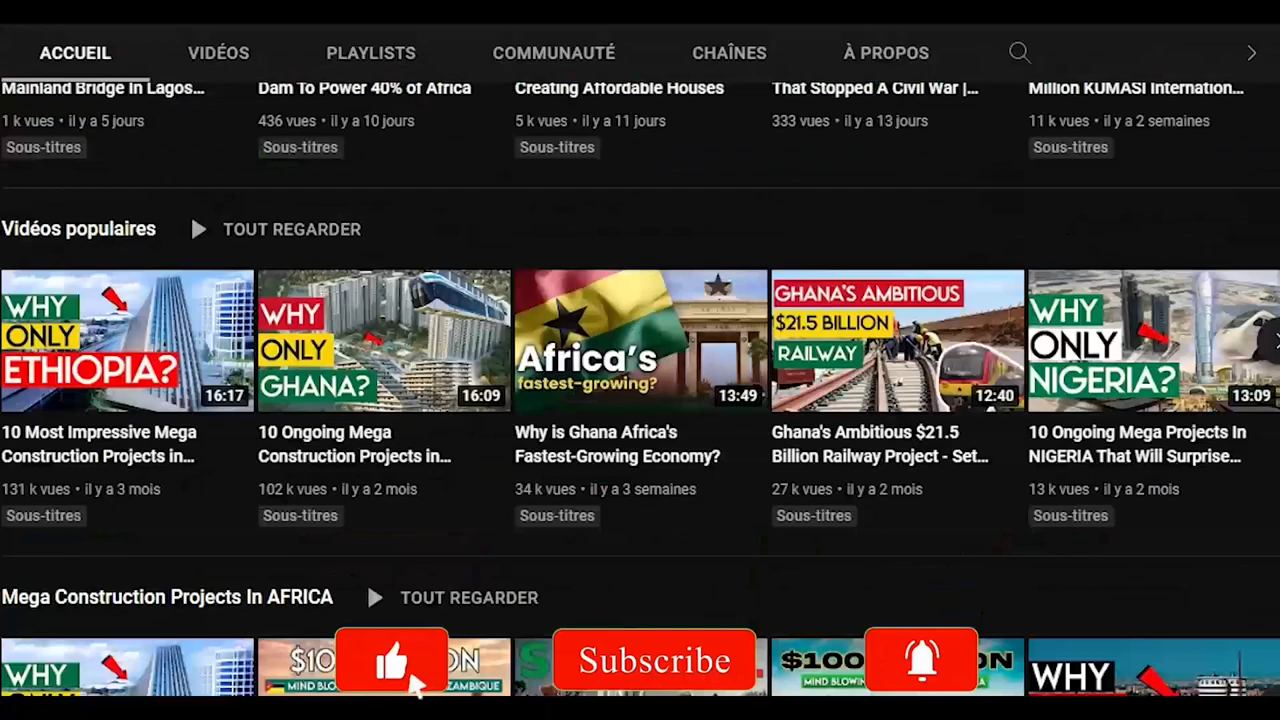 ACCUEIL VIDÉOS PLAYLISTS COMMUNAUTÉ CHAÎNES À PROPOS
Mainland Bridge In Lagos... Dam To Power 40% of Africa Creating Affordable Houses That Stopped A Civil War |... Million KUMASI Internation...
1 k vues • il y a 5 jours 436 vues • il y a 10 jours 5 k vues • il y a 11 jours 333 vues • il y a 13 jours 11 k vues • il y a 2 semaines
Sous-titres Sous-titres Sous-titres Sous-titres
Vidéos populaires TOUT REGARDER
WHY
ONLY
ETHIOPIA?
16:17
WHY
ONLY
GHANA?
16:09
Africa's
fastest-growing?
13:49
GHANA'S AMBITIOUS
$21.5 BILLION
RAILWAY
12:40
WHY
ONLY
NIGERIA?
13:09
10 Most Impressive Mega
Construction Projects in...
10 Ongoing Mega
Construction Projects in...
Why is Ghana Africa's
Fastest-Growing Economy?
Ghana's Ambitious $21.5
Billion Railway Project - Set...
10 Ongoing Mega Projects In
NIGERIA That Will Surprise...
131 k vues • il y a 3 mois 102 k vues • il y a 2 mois 34 k vues • il y a 3 semaines 27 k vues • il y a 2 mois 13 k vues • il y a 2 mois
Sous-titres Sous-titres Sous-titres Sous-titres Sous-titres
Mega Construction Projects In AFRICA TOUT REGARDER
WHY
Subscribe
WHY